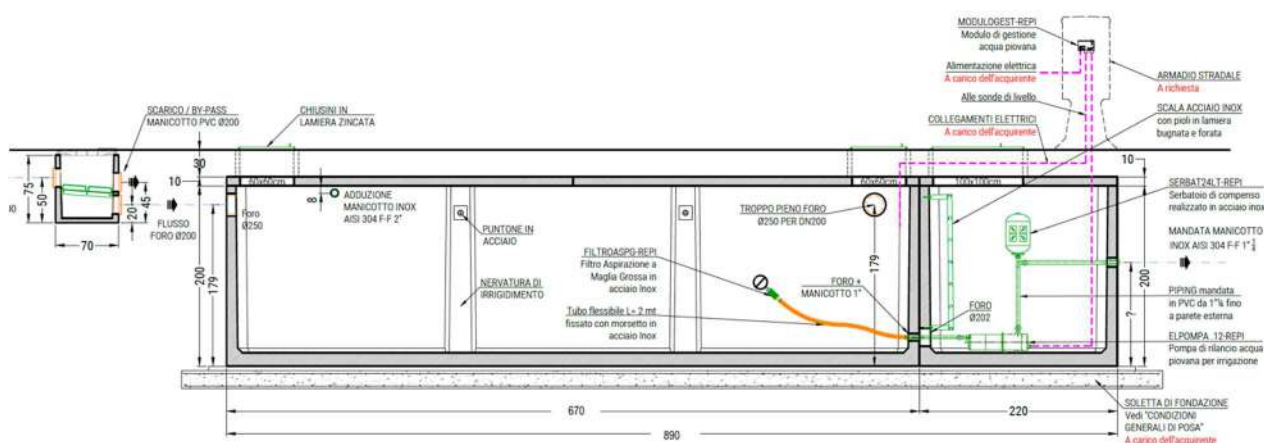 MODULOGEST-REPI
Modulo di gestione
acqua piovana
Alimentazione elettrica
A carico dell'acquirente
Alle sonde di livello
COLLEGAMENTI ELETTRICI
A carico dell'acquirente
ARMADIO STRADALE
A richiesta
SCALA ACCIAIO INOX
con pioli in lamiera
bugnata e forata
SCARICO / BY-PASS
MANICOTTO PVC Ø200
CHIUSINI IN
LAMIERA ZINCATA
30
10
10
60x60cm
60x60cm
100x100cm
75
50
45
20
70
FLUSSO
FORO Ø200
Foro
Ø250
8
ADDUZIONE
MANICOTTO INOX
AISI 304 F-F 2"
PUNTONE IN
ACCIAIO
NERVATURA DI
IRRIGIDIMENTO
TROPPO PIENO FORO
Ø250 PER DN200
FILTROASPG-REPI
Filtro Aspirazione a
Maglia Grossa in
acciaio Inox
Tubo flessibile L= 2 mt
fissato con morsetto in
acciaio Inox
FORO +
MANICOTTO 1"
FORO
Ø202
200
179
179
200
?
SERBAT24LT-REPI
Serbatoio di compenso
realizzato in acciaio inox
MANDATA MANICOTTO
INOX AISI 304 F-F 1"
PIPING mandata
in PVC da 1"¼ fino
a parete esterna
ELPOMPA .12-REPI
Pompa di rilancio acqua
piovana per irrigazione
SOLETTA DI FONDAZIONE
Vedi "CONDIZIONI
GENERALI DI POSA"
A carico dell'acquirente
670
220
890